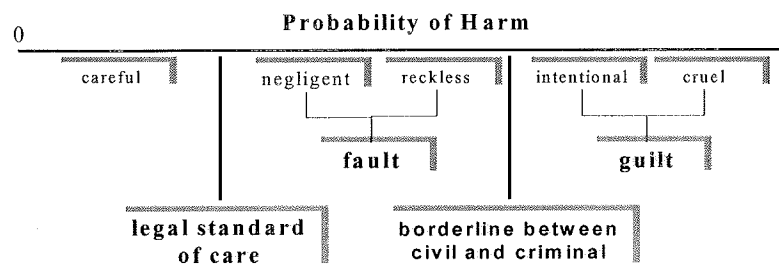 Probability of Harm
0
careful
negligent
reckless
intentional
cruel
fault
guilt
legal standard
of care
borderline between
civil and criminal